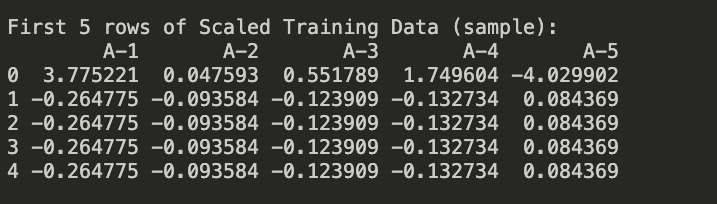 First 5 rows of Scaled Training Data (sample):
        A-1       A-2       A-3       A-4       A-5
0  3.775221  0.047593  0.551789  1.749604 -4.029902
1 -0.264775 -0.093584 -0.123909 -0.132734  0.084369
2 -0.264775 -0.093584 -0.123909 -0.132734  0.084369
3 -0.264775 -0.093584 -0.123909 -0.132734  0.084369
4 -0.264775 -0.093584 -0.123909 -0.132734  0.084369